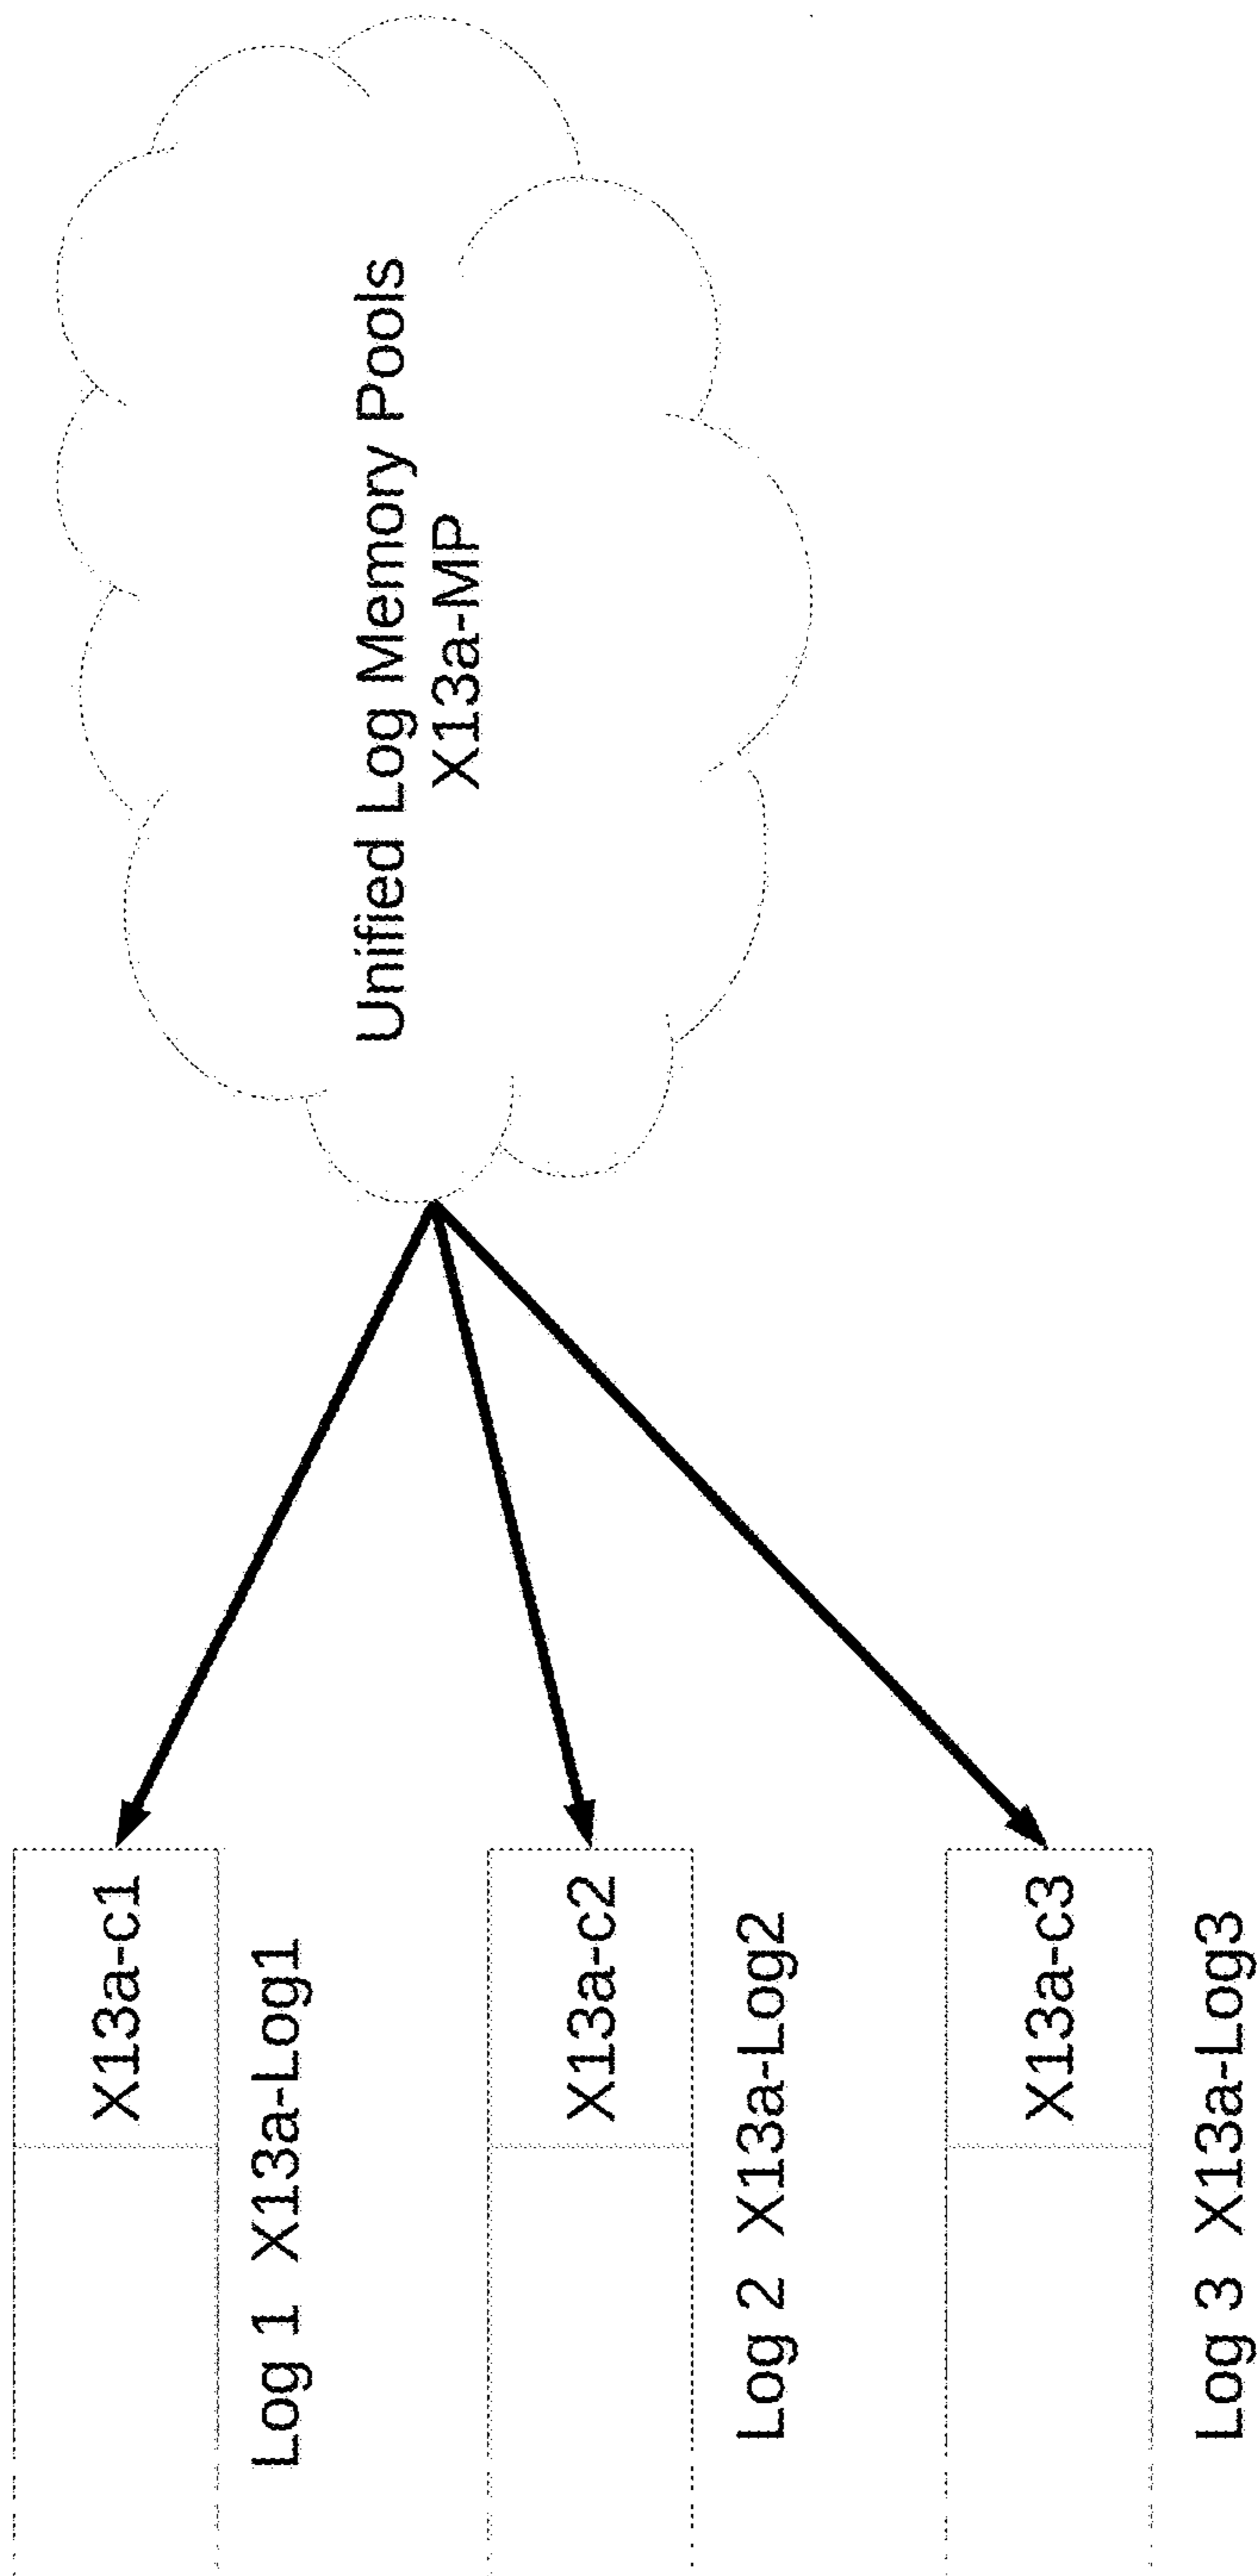 Unified Log Memory Pools
X13a-MP
X13a-c1
Log 1 X13a-Log1
X13a-c2
Log 2 X13a-Log2
X13a-c3
Log 3 X13a-Log3